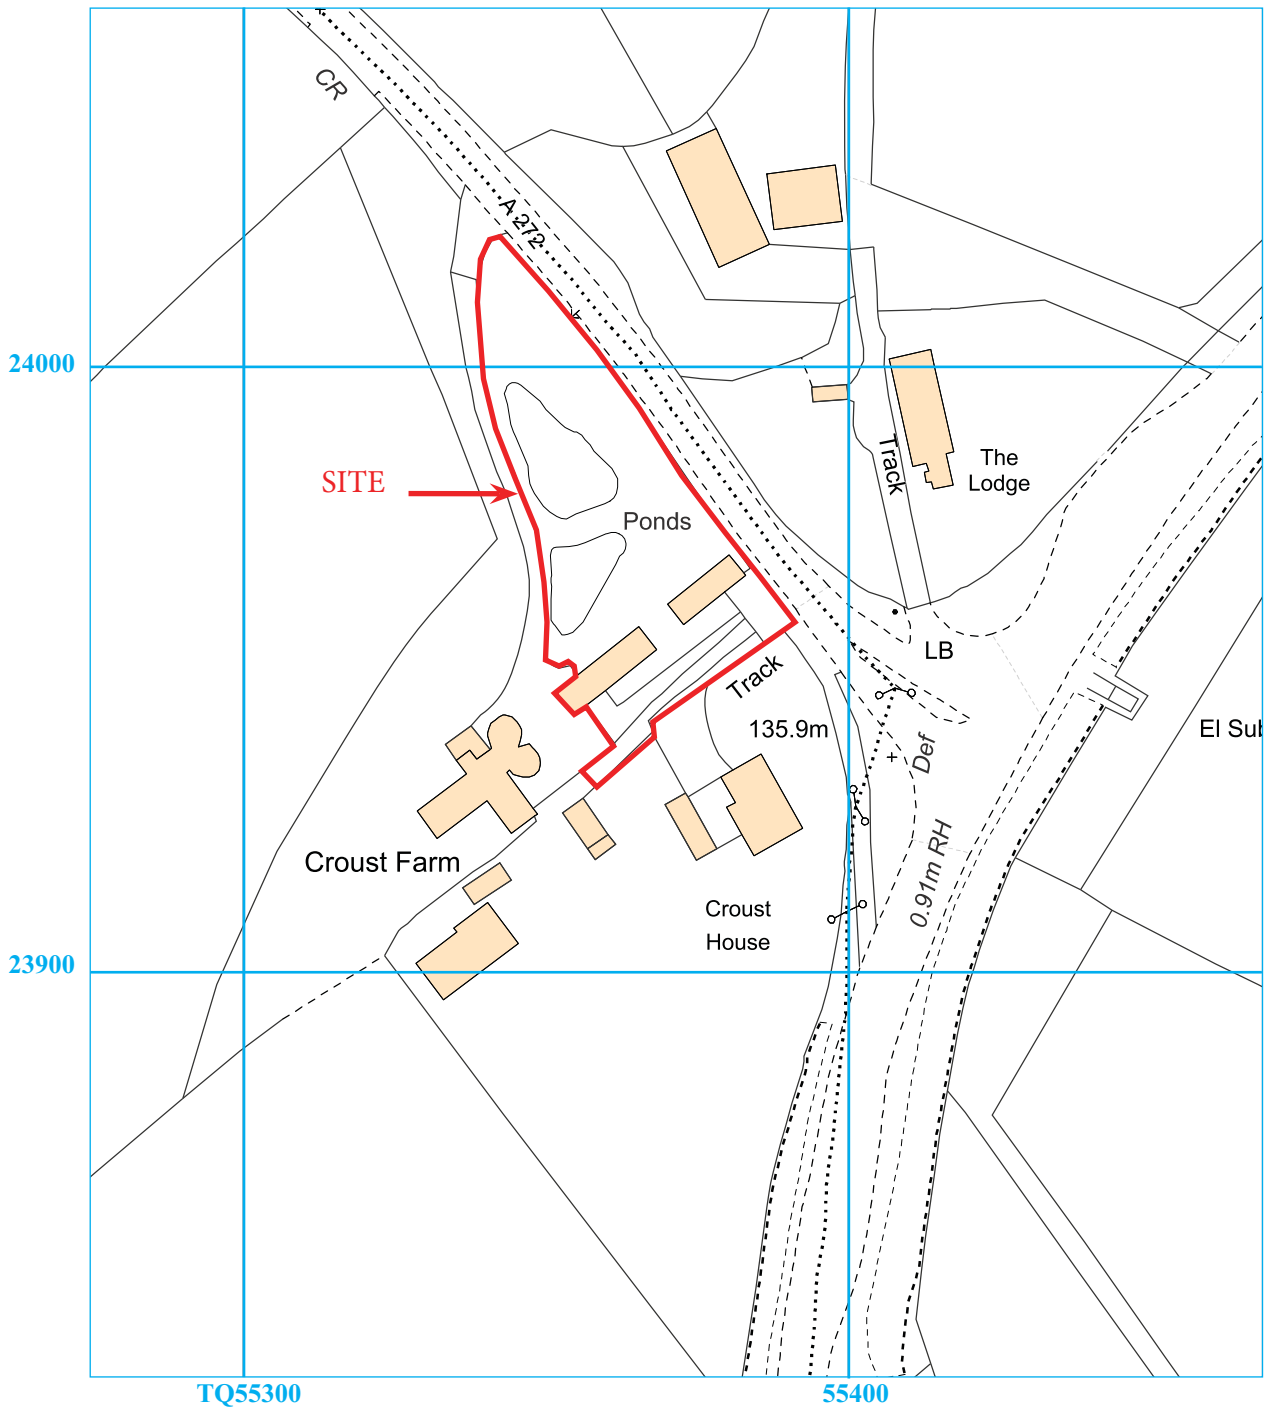 CR
A 272
24000
Track
The
Lodge
SITE
Ponds
LB
Track
135.9m
Def
El Sub
Croust Farm
0.91m RH
Croust
House
23900
TQ55300
55400